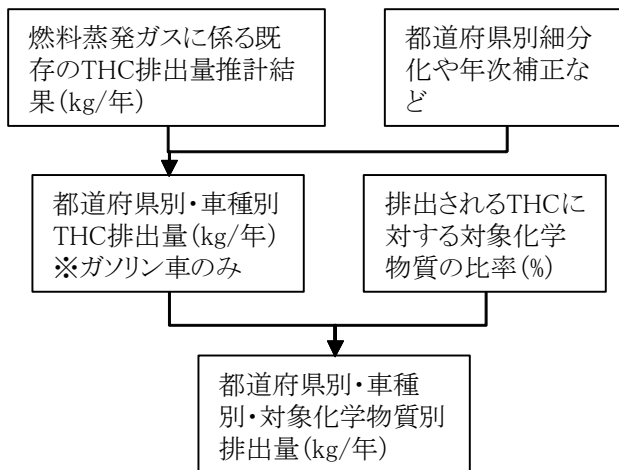 燃料蒸発ガスに係る既
存のTHC排出量推計結
果(kg/年)
都道府県別細分
化や年次補正な
ど
都道府県別・車種別
THC排出量(kg/年)
※ガソリン車のみ
排出されるTHCに
対する対象化学
物質の比率(%)
都道府県別・車種
別・対象化学物質別
排出量(kg/年)